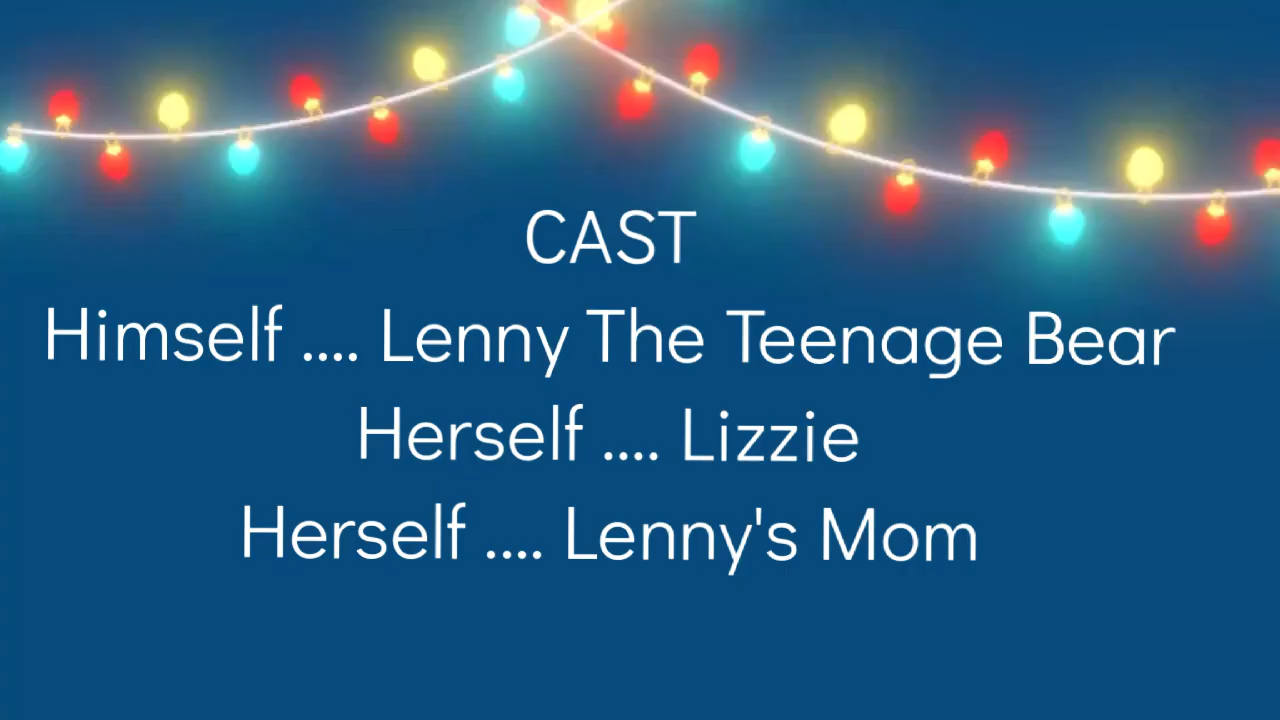 CAST
Himself .... Lenny The Teenage Bear
Herself .... Lizzie
Herself .... Lenny's Mom